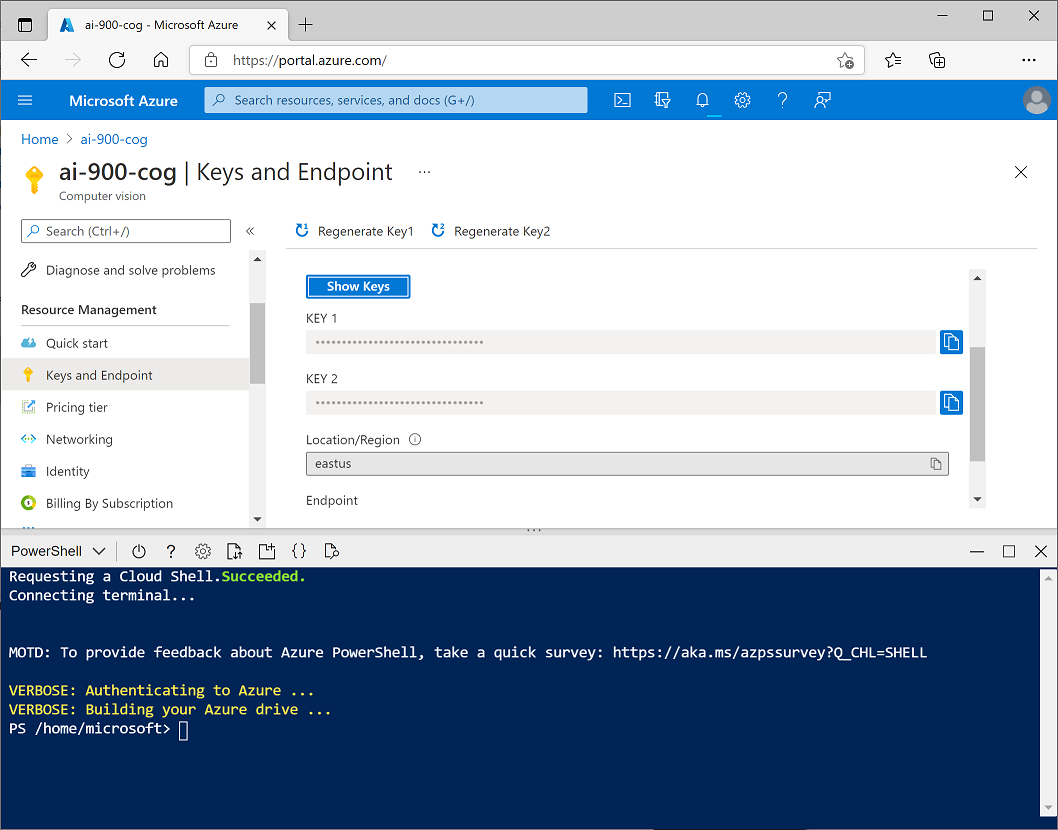 ai-900-cog - Microsoft Azure
https://portal.azure.com/
Microsoft Azure
Search resources, services, and docs (G+/)
Home > ai-900-cog
ai-900-cog | Keys and Endpoint ...
Computer vision
Search (Ctrl+/)
«
Regenerate Key1
Regenerate Key2
Diagnose and solve problems
Resource Management
Quick start
Keys and Endpoint
Pricing tier
Networking
Identity
Billing By Subscription
Show Keys
KEY 1
••••••••••••••••••••••••••••••••
KEY 2
••••••••••••••••••••••••••••••••
Location/Region
eastus
Endpoint
PowerShell
? {}
Requesting a Cloud Shell.Succeeded.
Connecting terminal...
MOTD: To provide feedback about Azure PowerShell, take a quick survey: https://aka.ms/azpssurvey?Q_CHL=SHELL
VERBOSE: Authenticating to Azure ...
VERBOSE: Building your Azure drive ...
PS /home/microsoft>